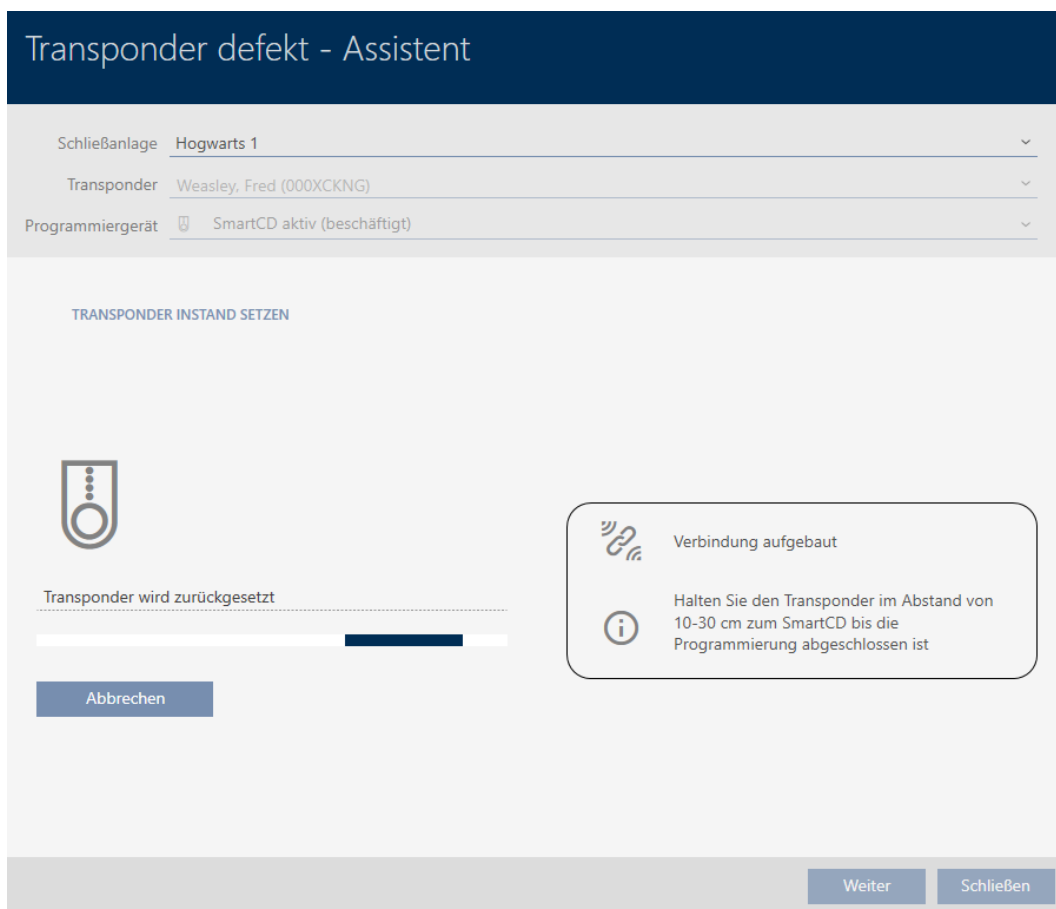 Transponder defekt - Assistent
Schließanlage Hogwarts 1
Transponder Weasley, Fred (000XCKNG)
Programmiergerät SmartCD aktiv (beschäftigt)
TRANSPONDER INSTAND SETZEN
Transponder wird zurückgesetzt
Abbrechen
Verbindung aufgebaut
Halten Sie den Transponder im Abstand von
10-30 cm zum SmartCD bis die
Programmierung abgeschlossen ist
Weiter Schließen